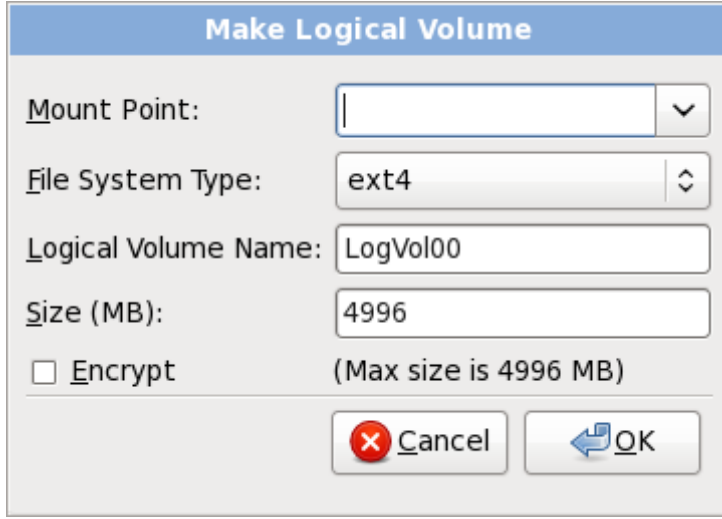 Make Logical Volume
Mount Point:
File System Type: ext4
Logical Volume Name: LogVol00
Size (MB): 4996
Encrypt (Max size is 4996 MB)
Cancel OK